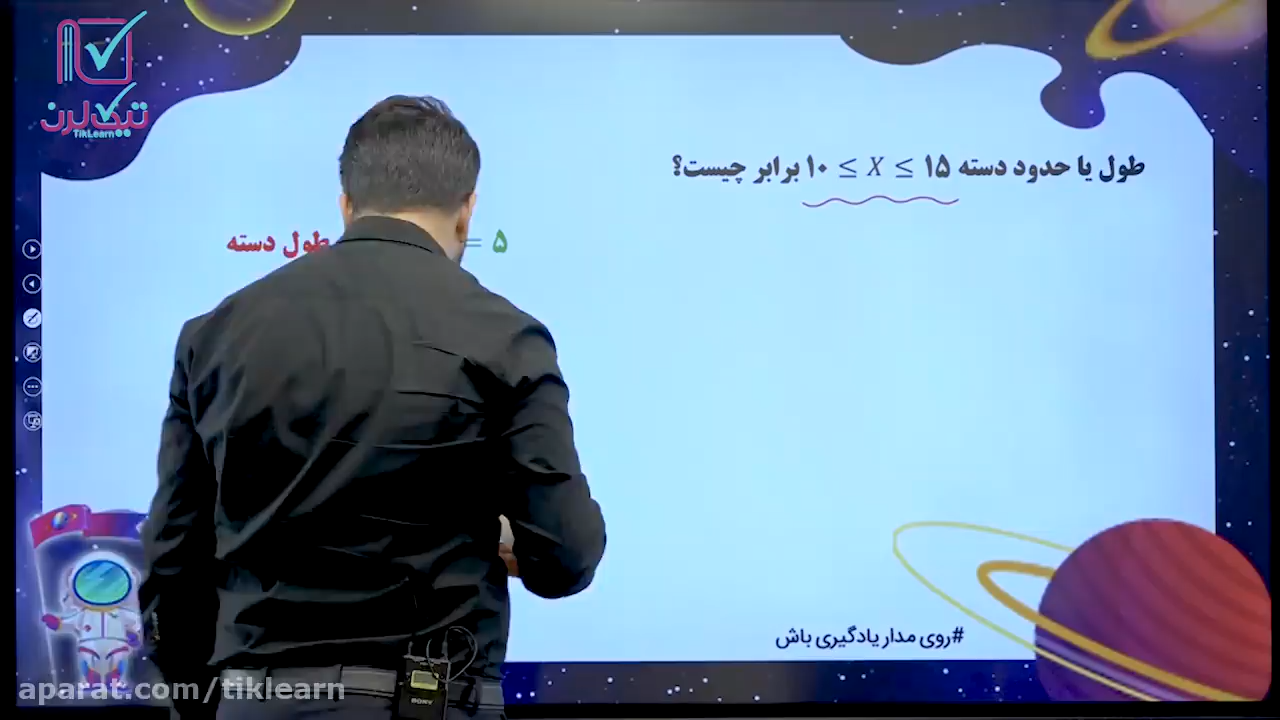 تیک‌لرن
TikLearn
طول یا حدود دسته ۱۰ ≤ X ≤ ۱۵ برابر چیست؟
طول دسته = ۵
#روی مدار یادگیری باش
SONY
aparat.com/tiklearn